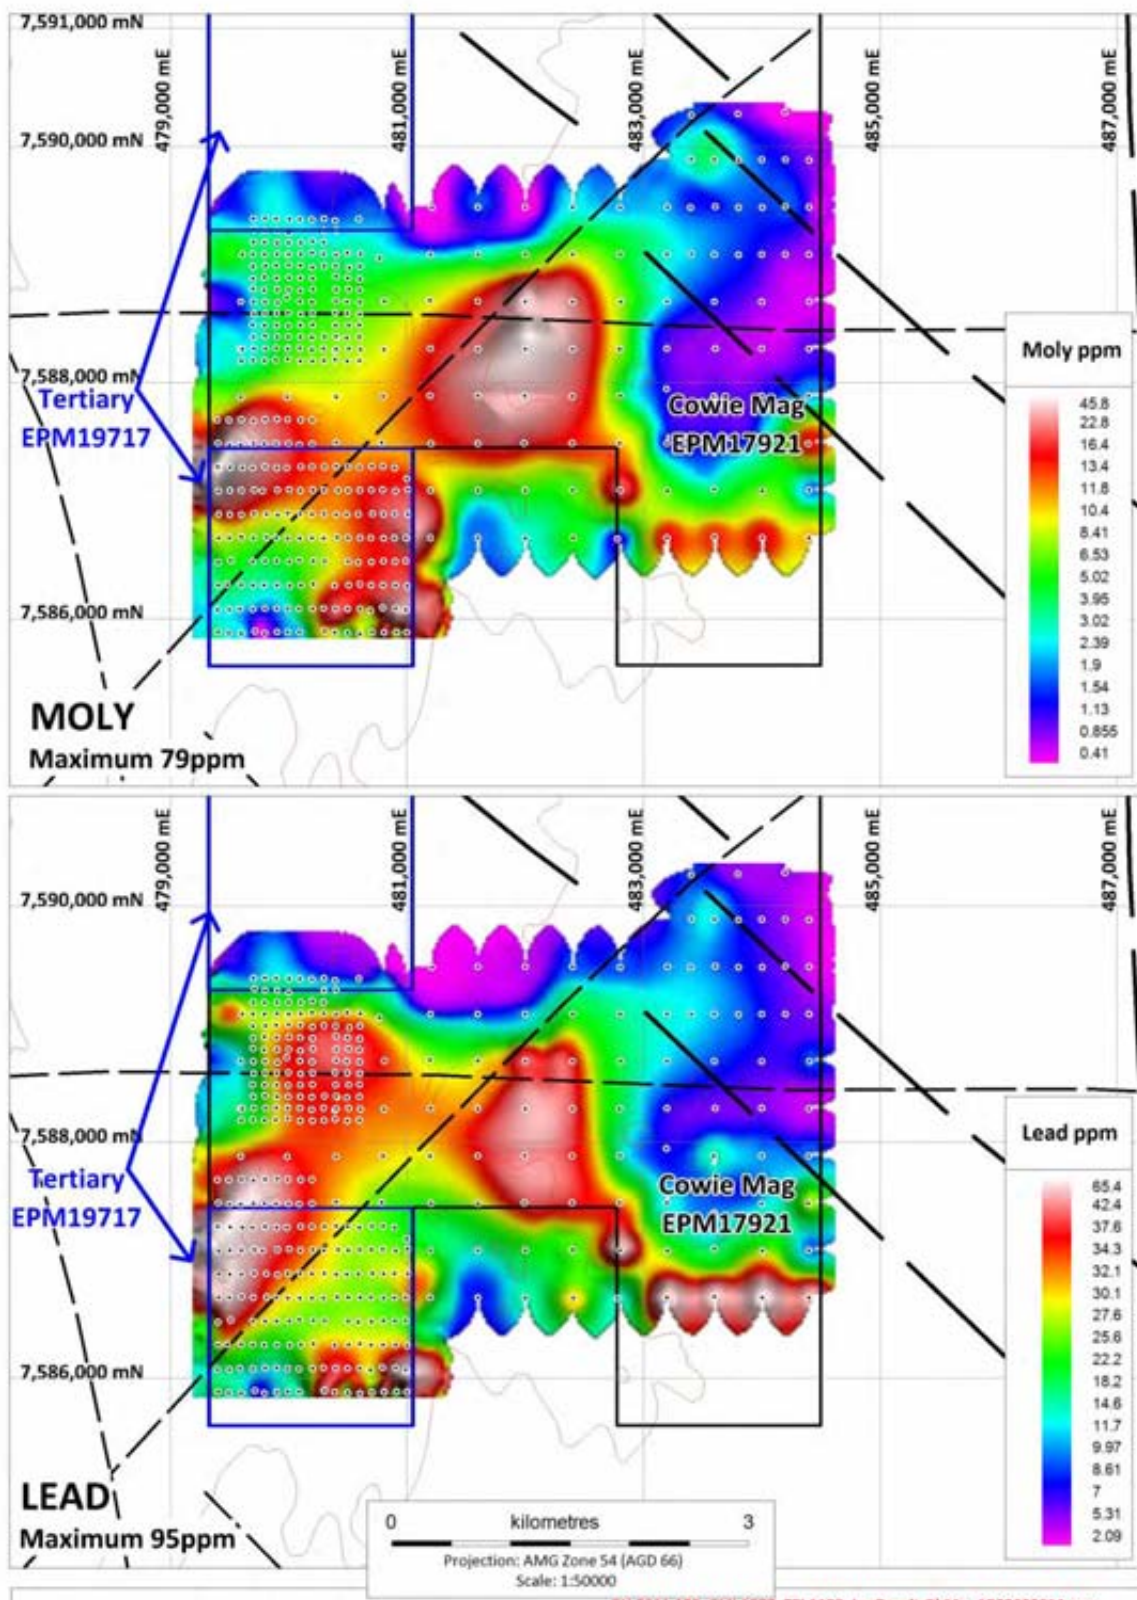 7,591,000 mN
479,000 mE
481,000 mE
483,000 mE
485,000 mE
487,000 mE
7,590,000 mN
7,588,000 mN
Tertiary
EPM19717
Cowie Mag
EPM17921
7,586,000 mN
MOLY
Maximum 79ppm
Moly ppm
45.8
22.8
16.4
13.4
11.8
10.4
8.41
6.53
5.02
3.95
3.02
2.39
1.9
1.54
1.13
0.855
0.41
479,000 mE
481,000 mE
483,000 mE
485,000 mE
487,000 mE
7,590,000 mN
7,588,000 mN
Tertiary
EPM19717
Cowie Mag
EPM17921
7,586,000 mN
LEAD
Maximum 95ppm
Lead ppm
65.4
42.4
37.6
34.3
32.1
30.1
27.6
25.6
22.2
18.2
14.6
11.7
9.97
8.61
7
5.31
2.09
0 kilometres 3
Projection: AMG Zone 54 (AGD 66)
Scale: 1:50000